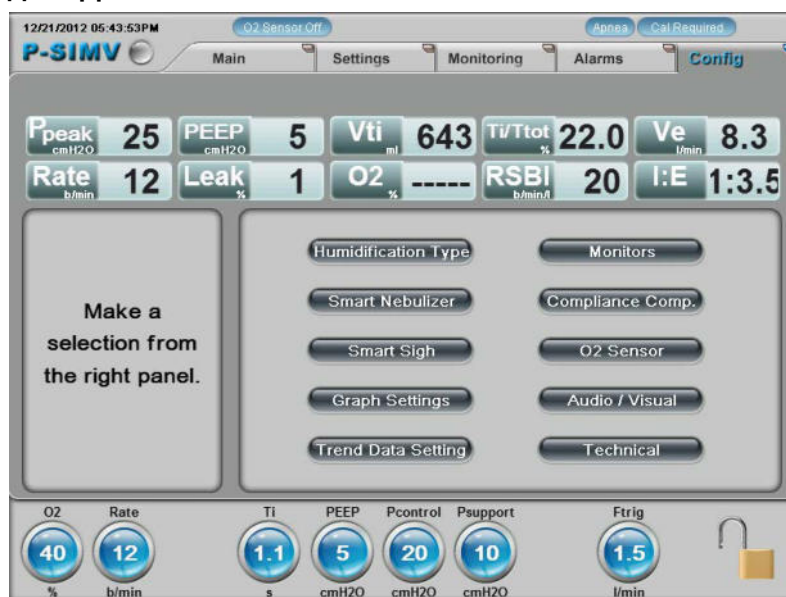 12/21/2012 05:43:53PM O2 Sensor Off Apnea Cal Required
P-SIMV Main Settings Monitoring Alarms Config
Ppeak cmH2O 25 PEEP cmH2O 5 Vti ml 643 Ti/Ttot % 22.0 Ve l/min 8.3
Rate b/min 12 Leak % 1 O2 % ----- RSBI b/min/l 20 I:E 1:3.5
Make a
selection from
the right panel.
Humidification Type Monitors
Smart Nebulizer Compliance Comp.
Smart Sigh O2 Sensor
Graph Settings Audio / Visual
Trend Data Setting Technical
O2 Rate Ti PEEP Pcontrol Psupport Ftrig
40 12 1.1 5 20 10 1.5
% b/min s cmH2O cmH2O cmH2O l/min